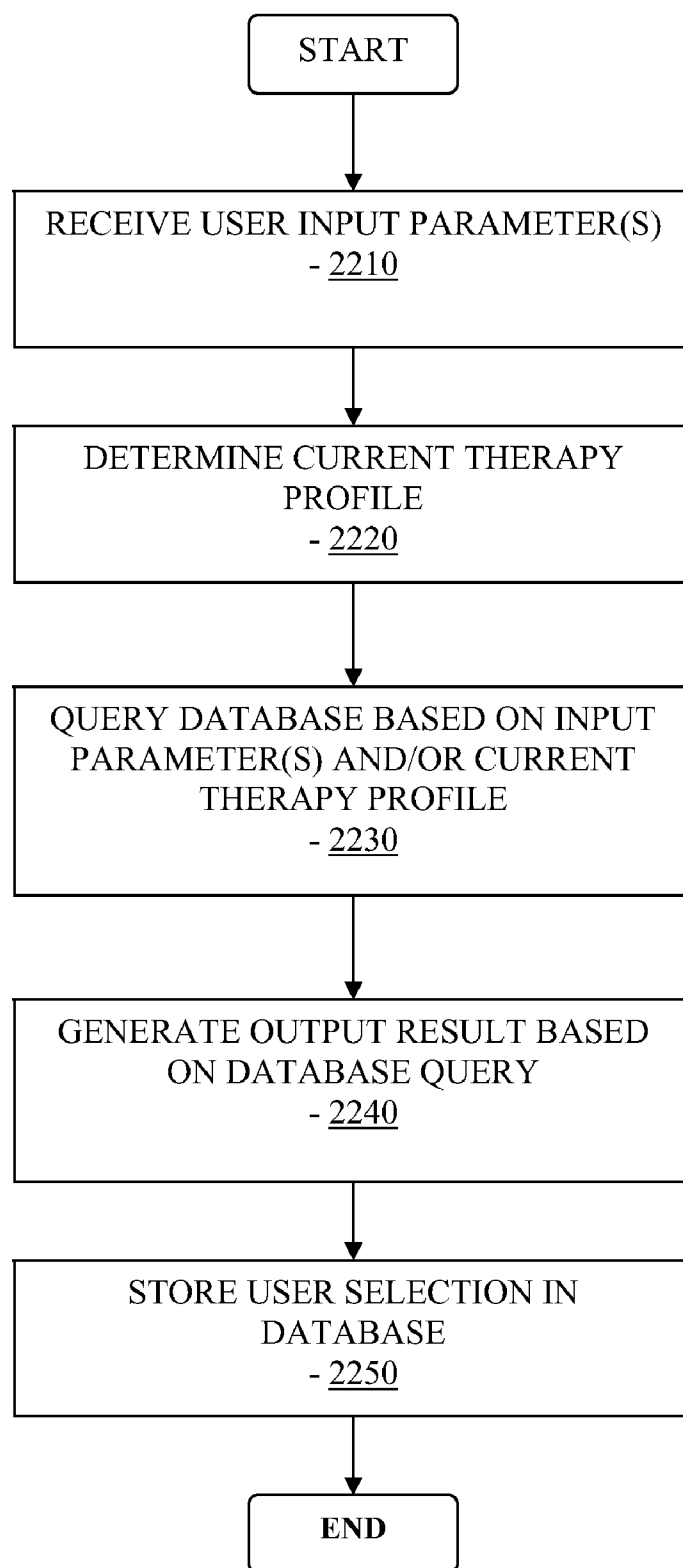 START
RECEIVE USER INPUT PARAMETER(S)
- 2210
DETERMINE CURRENT THERAPY
PROFILE
- 2220
QUERY DATABASE BASED ON INPUT
PARAMETER(S) AND/OR CURRENT
THERAPY PROFILE
- 2230
GENERATE OUTPUT RESULT BASED
ON DATABASE QUERY
- 2240
STORE USER SELECTION IN
DATABASE
- 2250
END